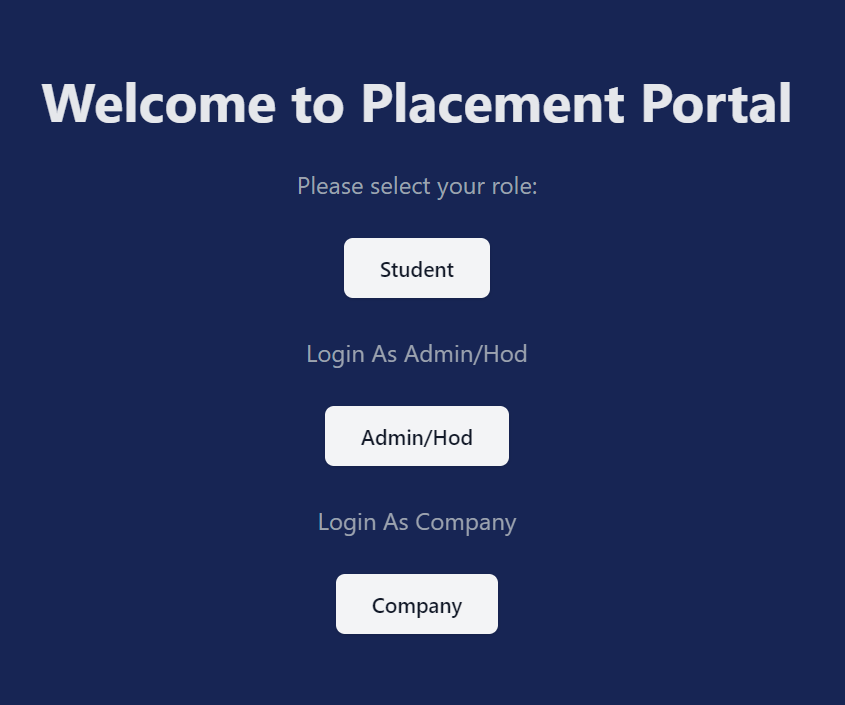 Welcome to Placement Portal
Please select your role:
Student
Login As Admin/Hod
Admin/Hod
Login As Company
Company